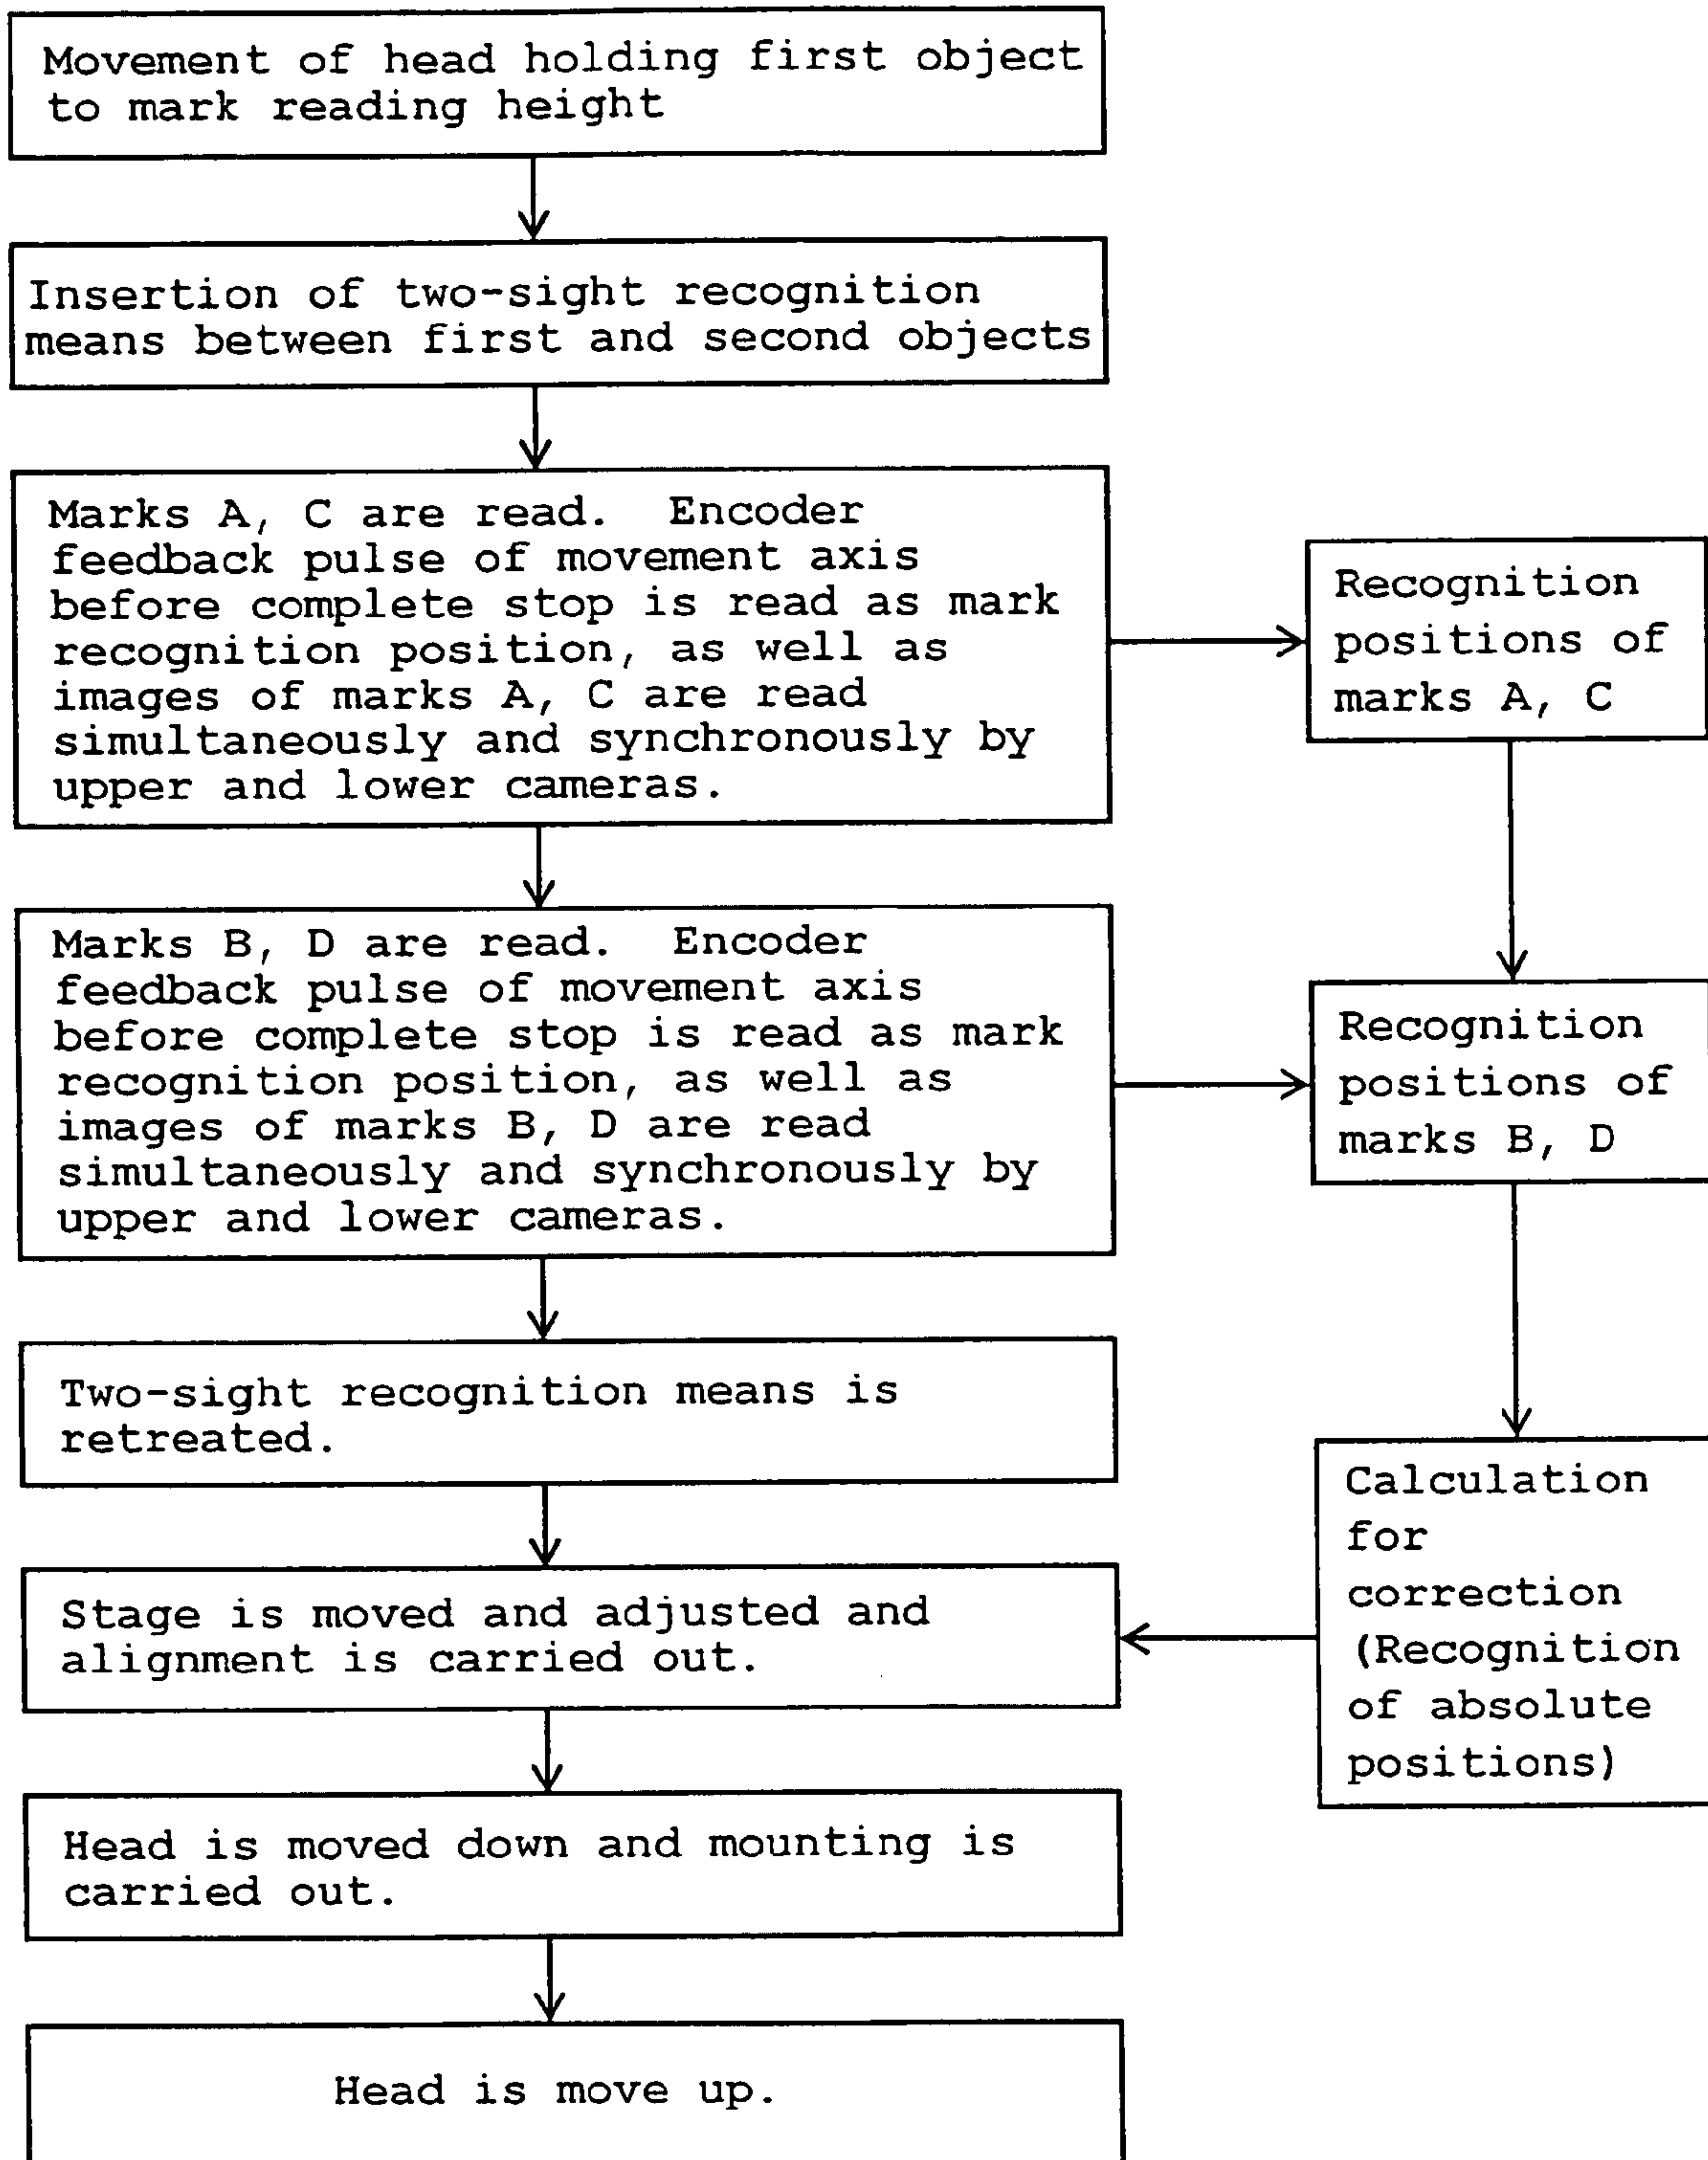 Movement of head holding first object
to mark reading height
Insertion of two-sight recognition
means between first and second objects
Marks A, C are read. Encoder
feedback pulse of movement axis
before complete stop is read as mark
recognition position, as well as
images of marks A, C are read
simultaneously and synchronously by
upper and lower cameras.
Recognition
positions of
marks A, C
Marks B, D are read. Encoder
feedback pulse of movement axis
before complete stop is read as mark
recognition position, as well as
images of marks B, D are read
simultaneously and synchronously by
upper and lower cameras.
Recognition
positions of
marks B, D
Two-sight recognition means is
retreated.
Calculation
for
correction
(Recognition
of absolute
positions)
Stage is moved and adjusted and
alignment is carried out.
Head is moved down and mounting is
carried out.
Head is move up.